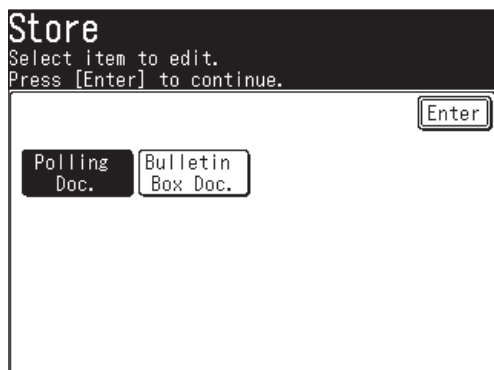 Store
Select item to edit.
Press [Enter] to continue.
Enter
Polling
Doc.
Bulletin
Box Doc.